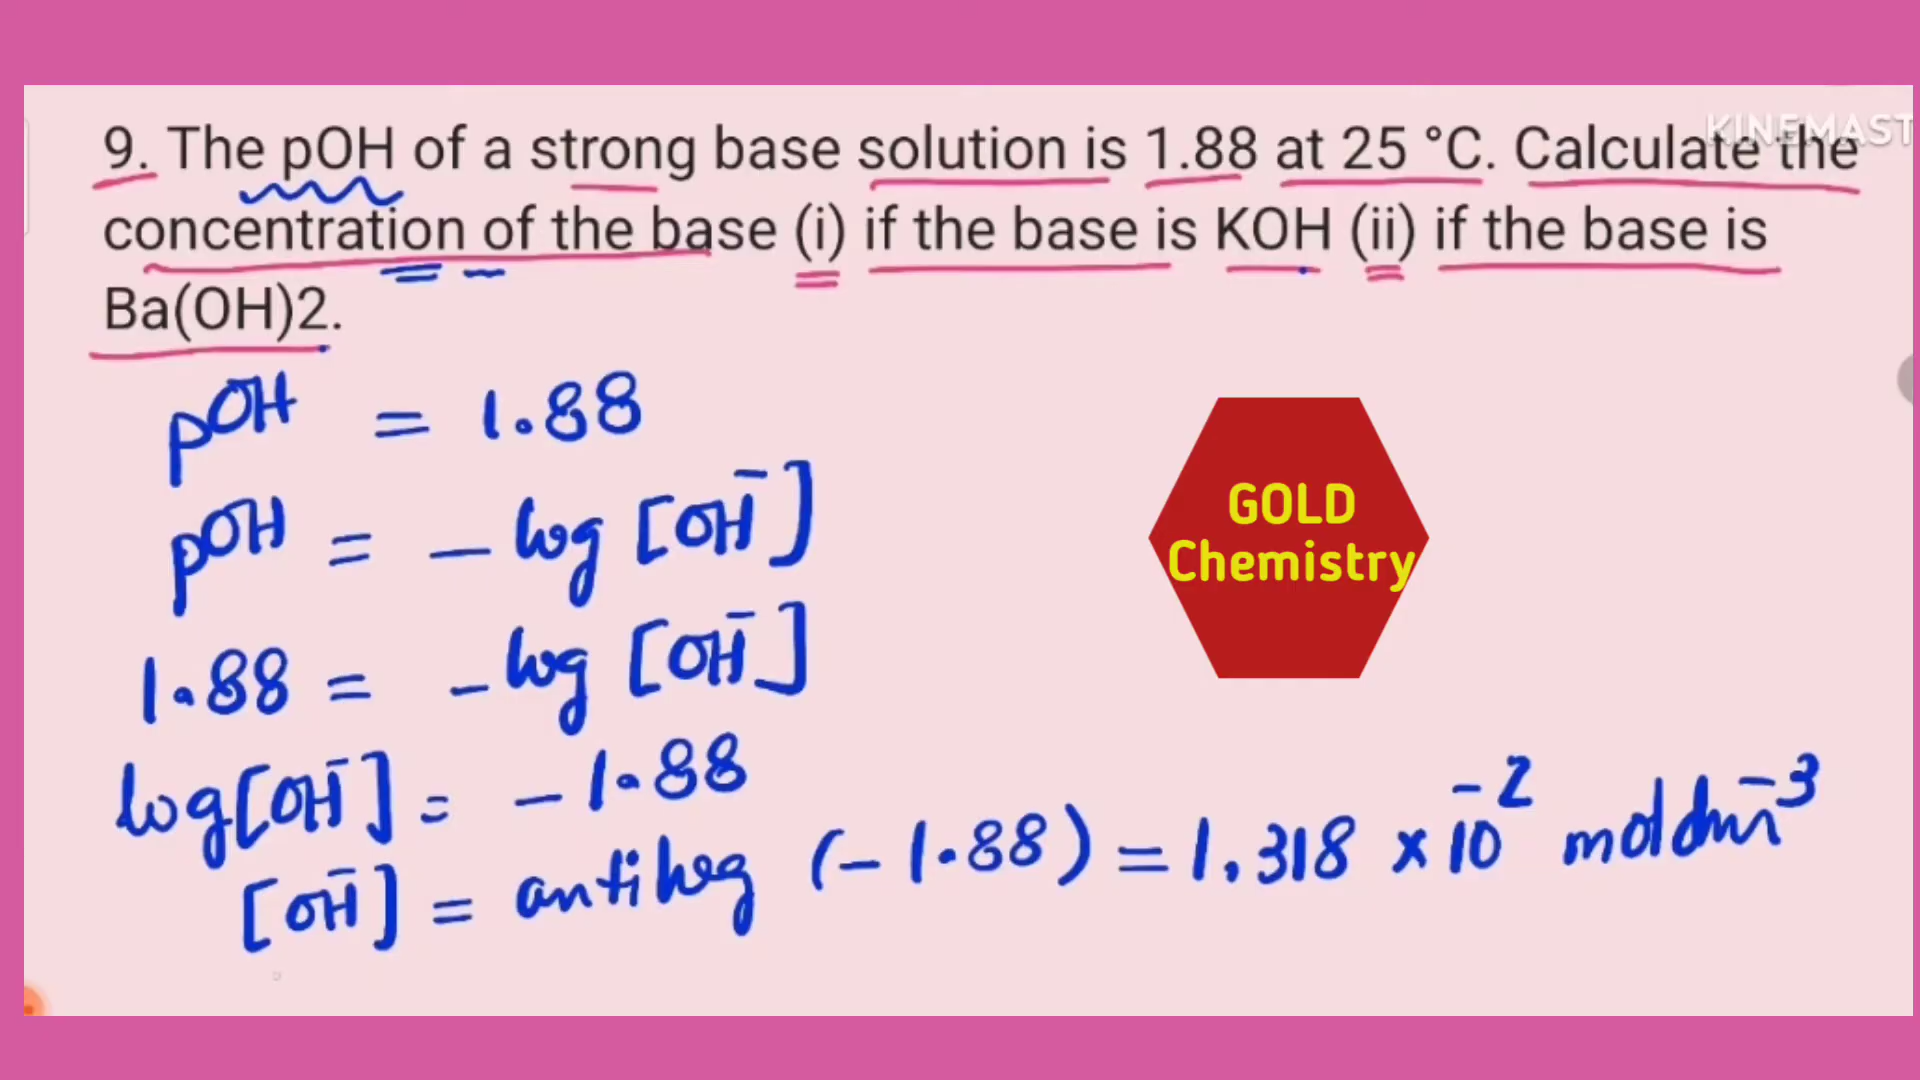 KINEMAST
9. The pOH of a strong base solution is 1.88 at 25 °C. Calculate the
concentration of the base (i) if the base is KOH (ii) if the base is
Ba(OH)2.
pOH = 1.88
pOH = - log [OH⁻]
GOLD
Chemistry
1.88 = - log [OH⁻]
log[OH⁻] = - 1.88
[OH⁻] = antilog (- 1.88) = 1.318 × 10⁻² mol dm⁻³